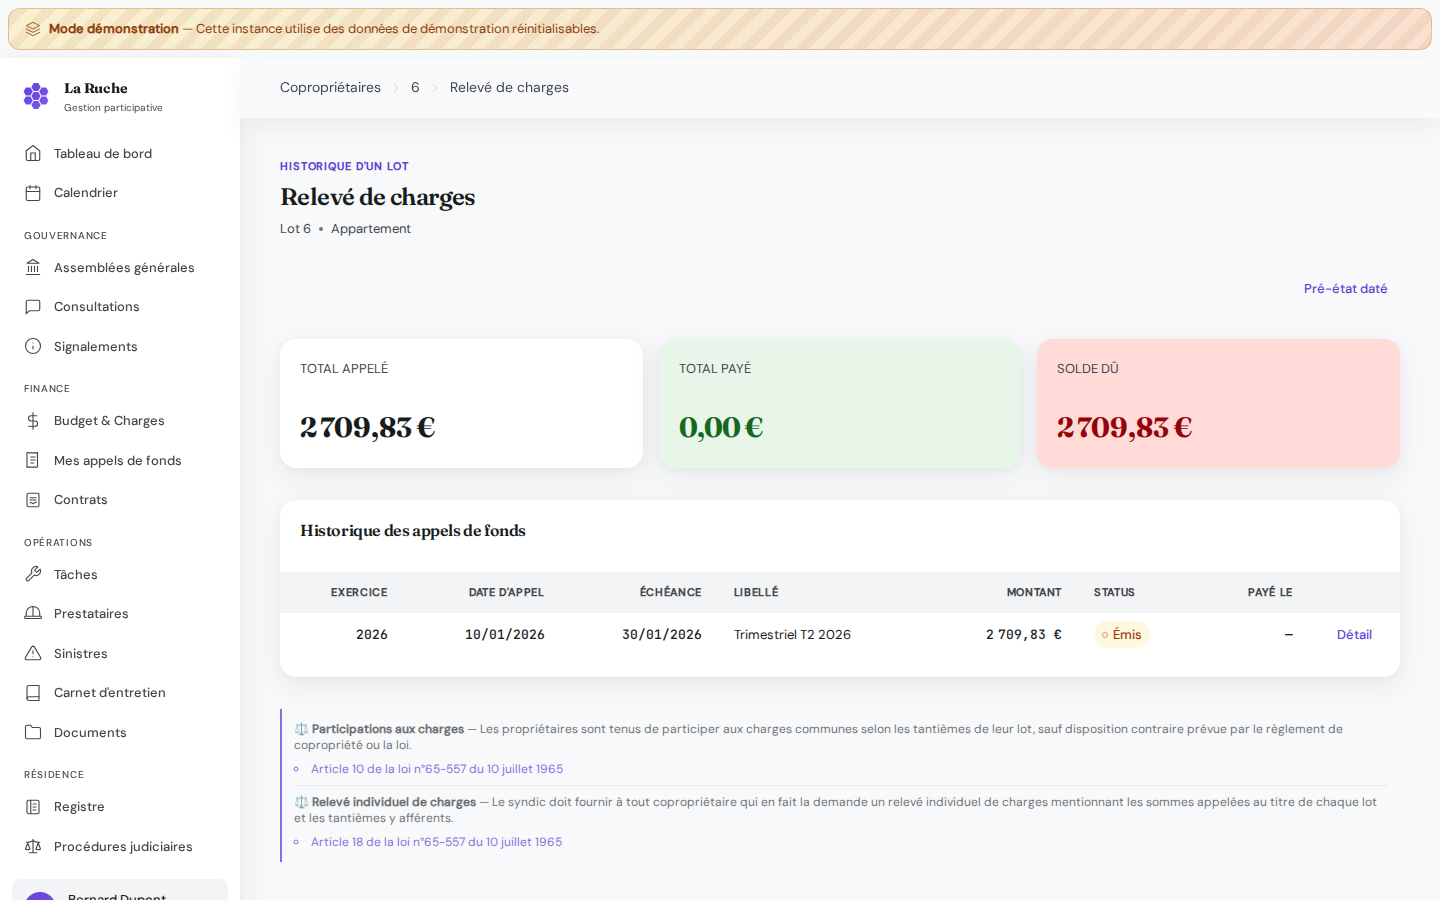 Mode démonstration — Cette instance utilise des données de démonstration réinitialisables.
La Ruche
Gestion participative
Tableau de bord
Calendrier
GOUVERNANCE
Assemblées générales
Consultations
Signalements
FINANCE
Budget & Charges
Mes appels de fonds
Contrats
OPÉRATIONS
Tâches
Prestataires
Sinistres
Carnet d'entretien
Documents
RÉSIDENCE
Registre
Procédures judiciaires
Bernard Dupont
Copropriétaires > 6 > Relevé de charges
HISTORIQUE D'UN LOT
Relevé de charges
Lot 6 • Appartement
Pré-état daté
TOTAL APPELÉ
2 709,83 €
TOTAL PAYÉ
0,00 €
SOLDE DÛ
2 709,83 €
Historique des appels de fonds
EXERCICE DATE D'APPEL ÉCHÉANCE LIBELLÉ MONTANT STATUS PAYÉ LE
2026 10/01/2026 30/01/2026 Trimestriel T2 2026 2 709,83 € ○ Émis — Détail
⚖️ Participations aux charges — Les propriétaires sont tenus de participer aux charges communes selon les tantièmes de leur lot, sauf disposition contraire prévue par le règlement de
copropriété ou la loi.
Article 10 de la loi n°65-557 du 10 juillet 1965
⚖️ Relevé individuel de charges — Le syndic doit fournir à tout copropriétaire qui en fait la demande un relevé individuel de charges mentionnant les sommes appelées au titre de chaque lot
et les tantièmes y afférents.
Article 18 de la loi n°65-557 du 10 juillet 1965